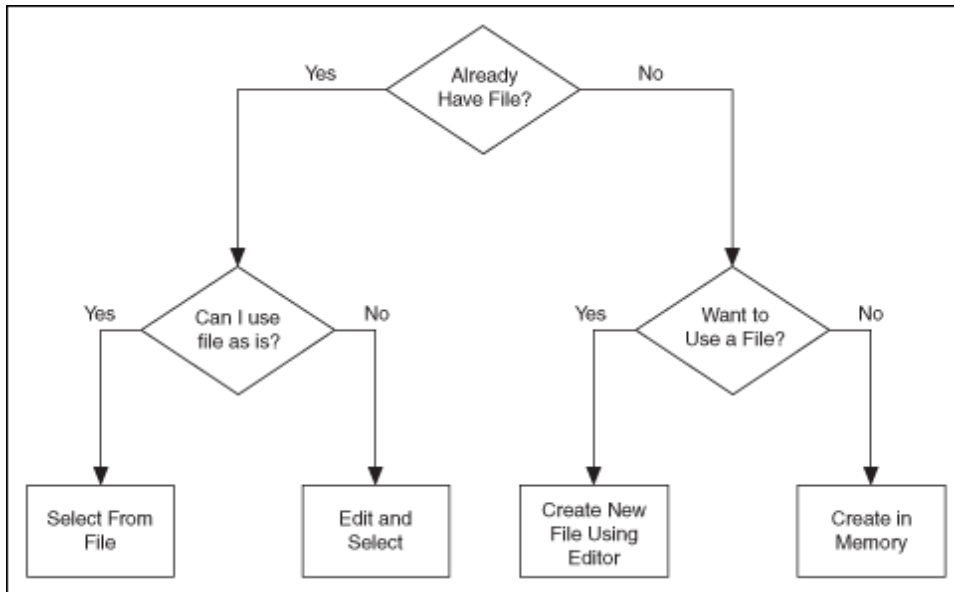 Yes
Already
Have File?
No
Yes
Can I use
file as is?
No
Yes
Want to
Use a File?
No
Select From
File
Edit and
Select
Create New
File Using
Editor
Create in
Memory